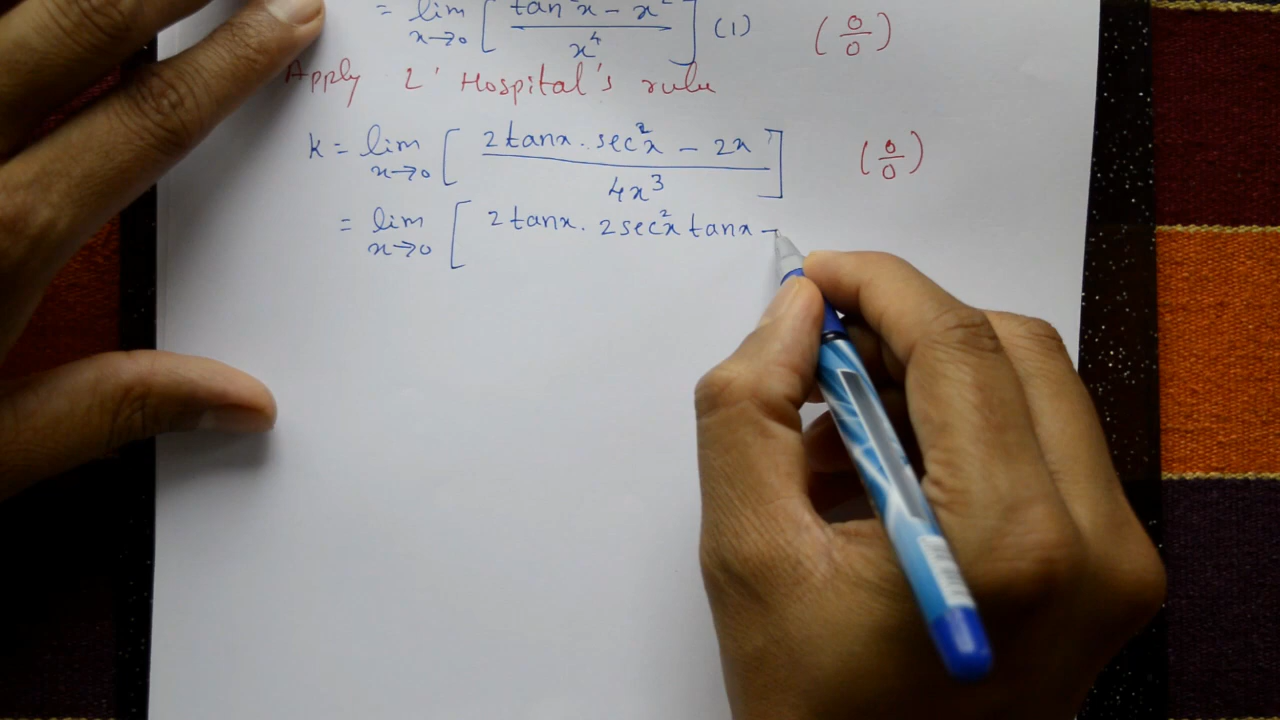 = lim x→0 [ tan²x − x² / x⁴ ] (1) (0/0)
Apply L'Hospital's rule
k = lim x→0 [ 2tanx . sec²x − 2x / 4x³ ] (0/0)
= lim x→0 [ 2tanx . 2sec²x tanx −